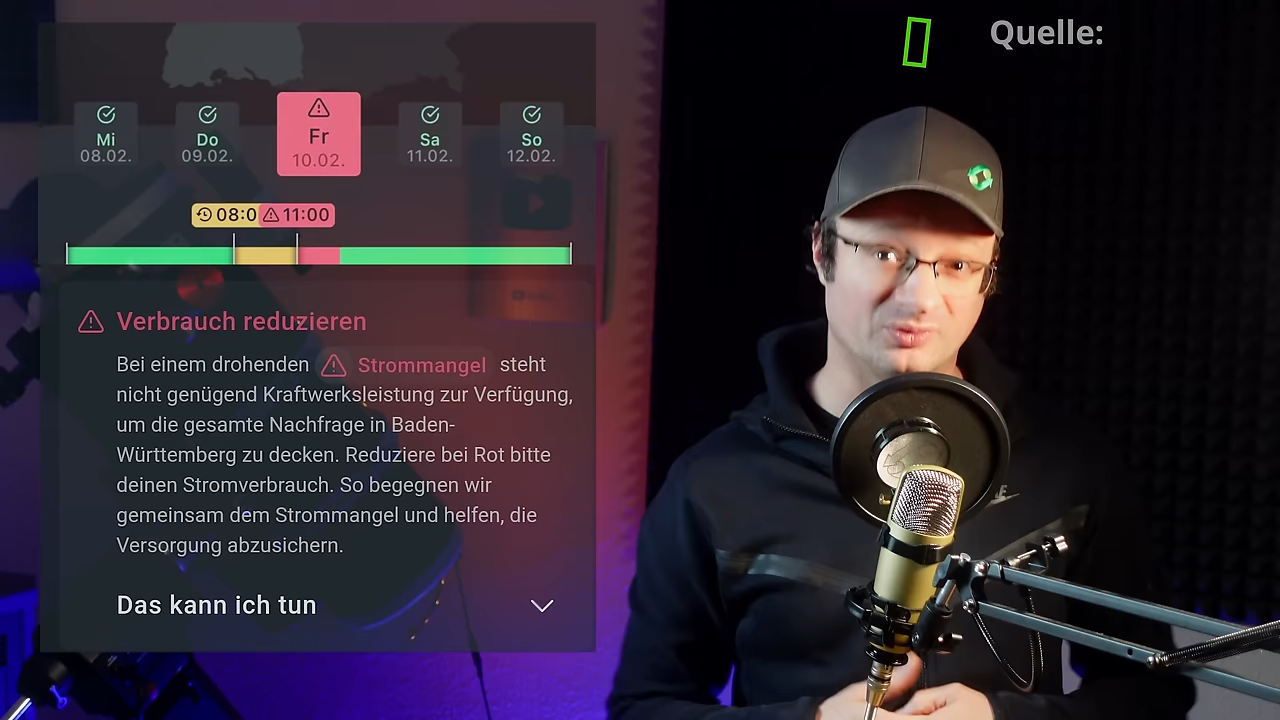 Quelle:
Mi
08.02.
Do
09.02.
Fr
10.02.
Sa
11.02.
So
12.02.
08:0
11:00
Verbrauch reduzieren
Bei einem drohenden Strommangel steht
nicht genügend Kraftwerksleistung zur Verfügung,
um die gesamte Nachfrage in Baden-
Württemberg zu decken. Reduziere bei Rot bitte
deinen Stromverbrauch. So begegnen wir
gemeinsam dem Strommangel und helfen, die
Versorgung abzusichern.
Das kann ich tun